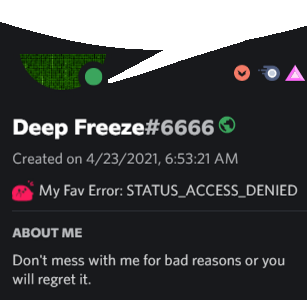 Deep Freeze#6666
Created on 4/23/2021, 6:53:21 AM
My Fav Error: STATUS_ACCESS_DENIED
ABOUT ME
Don't mess with me for bad reasons or you
will regret it.